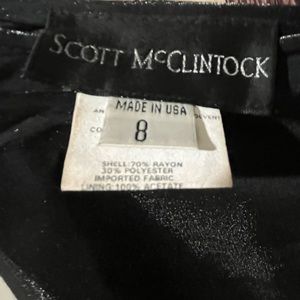 SCOTT MCCLINTOCK
MADE IN USA
8
SHELL: 70% RAYON
30% POLYESTER
IMPORTED FABRIC
LINING: 100% ACETATE